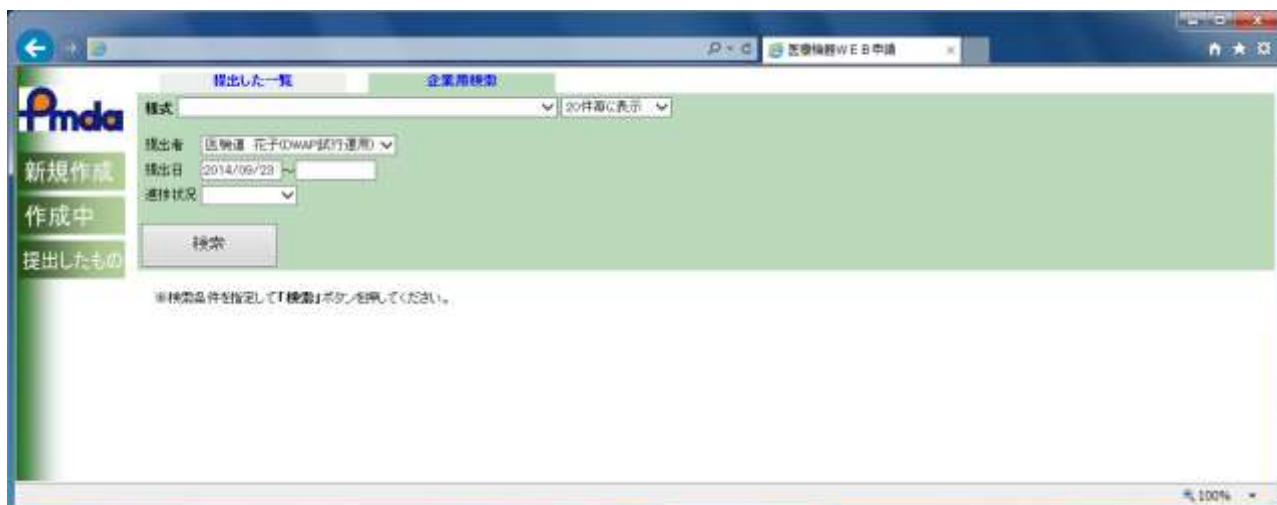 医療機器WEB申請
提出した一覧 企業用検索
Pmda
様式 20件毎に表示
新規作成
提出者 医機連 花子(DWAP試行運用)
提出日 2014/09/23 ～
進捗状況
作成中
検索
提出したもの
※検索条件を指定して「検索」ボタンを押してください。
100%